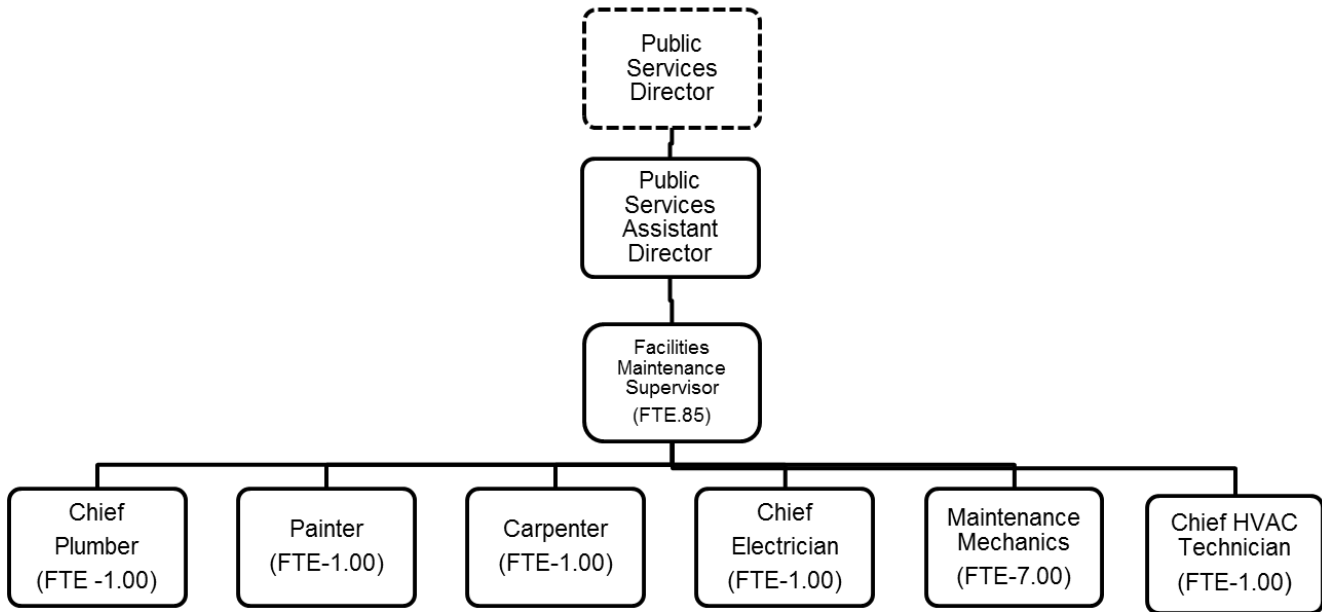 Public
Services
Director
Public
Services
Assistant
Director
Facilities
Maintenance
Supervisor
(FTE.85)
Chief
Plumber
(FTE -1.00)
Painter
(FTE-1.00)
Carpenter
(FTE-1.00)
Chief
Electrician
(FTE-1.00)
Maintenance
Mechanics
(FTE-7.00)
Chief HVAC
Technician
(FTE-1.00)